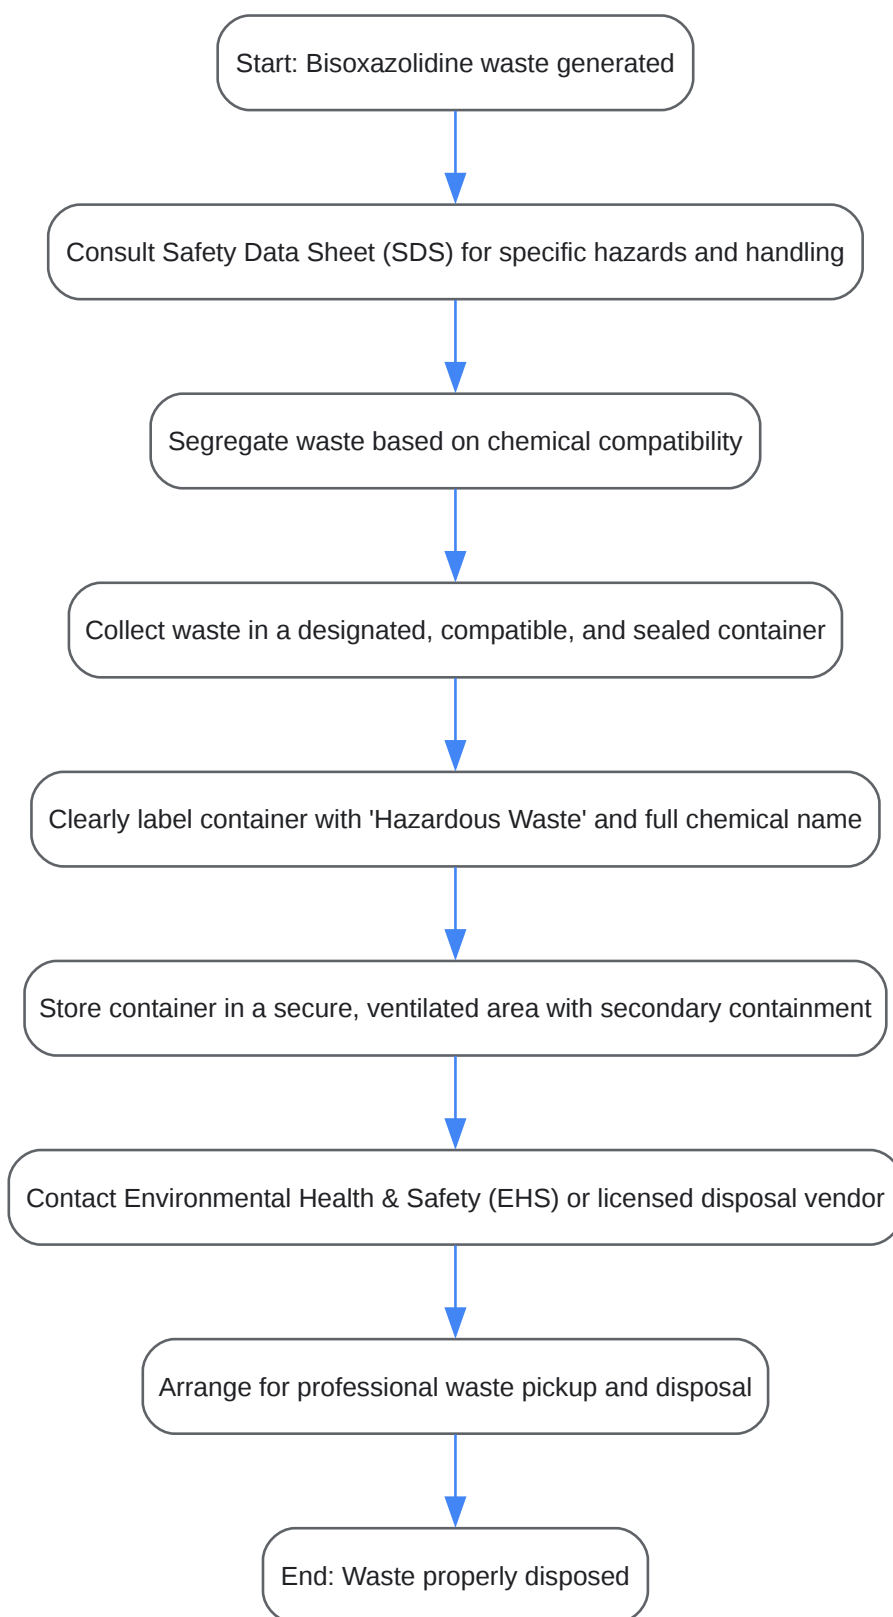 Start: Bisoxazolidine waste generated
Consult Safety Data Sheet (SDS) for specific hazards and handling
Segregate waste based on chemical compatibility
Collect waste in a designated, compatible, and sealed container
Clearly label container with 'Hazardous Waste' and full chemical name
Store container in a secure, ventilated area with secondary containment
Contact Environmental Health & Safety (EHS) or licensed disposal vendor
Arrange for professional waste pickup and disposal
End: Waste properly disposed